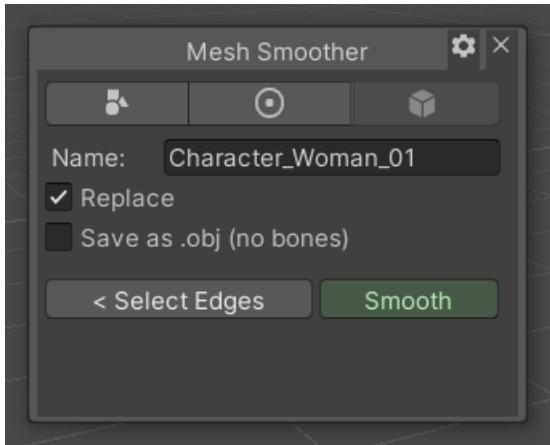 Mesh Smoother
Name: Character_Woman_01
Replace
Save as .obj (no bones)
< Select Edges Smooth